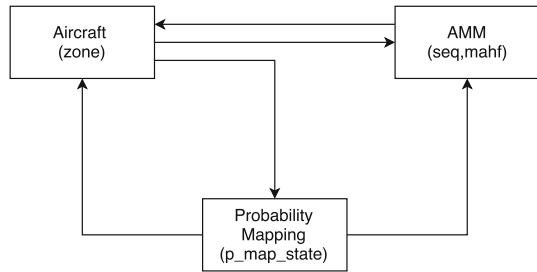 Aircraft
(zone)
AMM
(seq,mahf)
Probability
Mapping
(p_map_state)